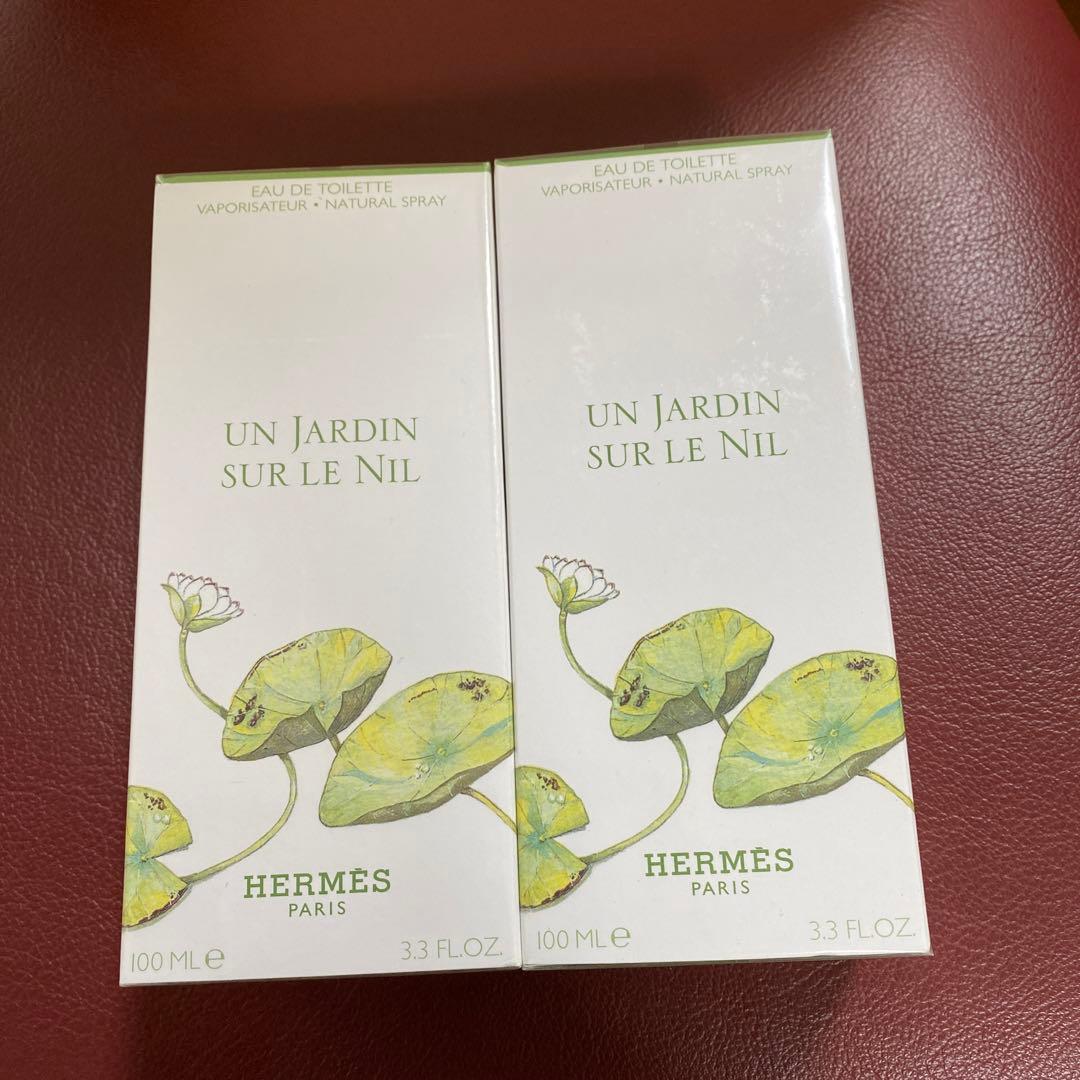 EAU DE TOILETTE
VAPORISATEUR • NATURAL SPRAY
UN JARDIN
SUR LE NIL
HERMÈS
PARIS
100 ML e
3.3 FL.OZ.
EAU DE TOILETTE
VAPORISATEUR • NATURAL SPRAY
UN JARDIN
SUR LE NIL
HERMÈS
PARIS
100 ML e
3.3 FL.OZ.